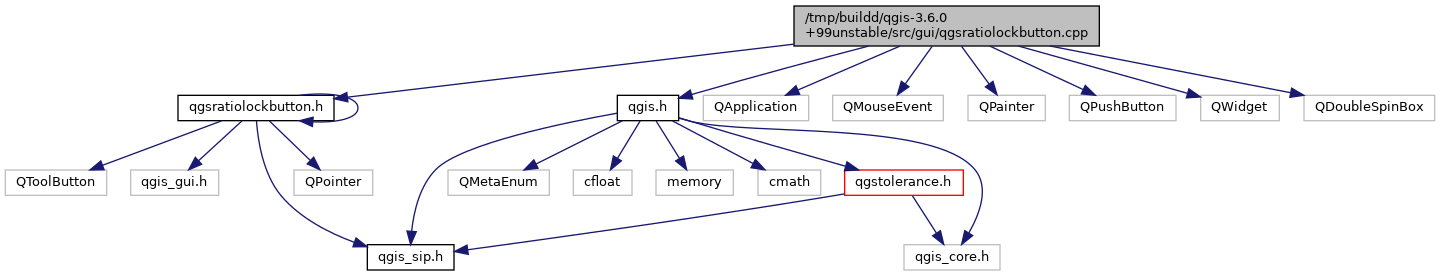 /tmp/buildd/qgis-3.6.0
+99unstable/src/gui/qgsratiolockbutton.cpp
qgsratiolockbutton.h
qgis.h
QApplication
QMouseEvent
QPainter
QPushButton
QWidget
QDoubleSpinBox
QToolButton
qgis_gui.h
QPointer
QMetaEnum
cfloat
memory
cmath
qgstolerance.h
qgis_sip.h
qgis_core.h